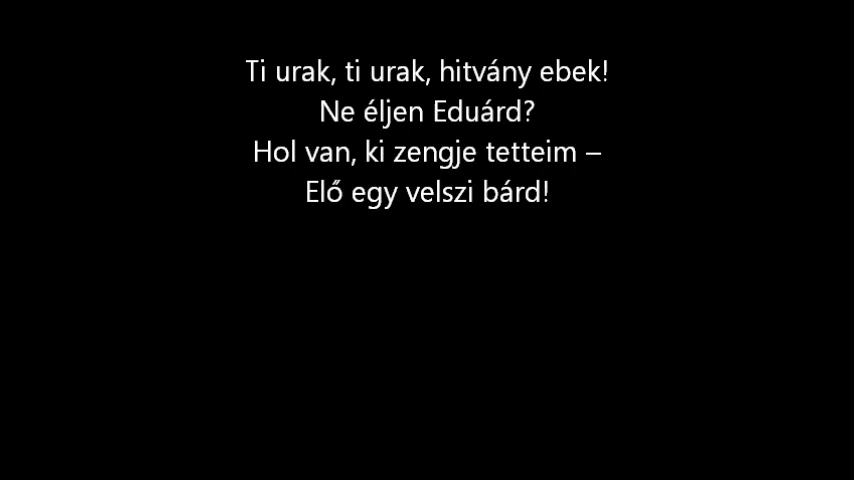 Ti urak, ti urak, hitvány ebek!
Ne éljen Eduárd?
Hol van, ki zengje tetteim –
Elő egy velszi bárd!